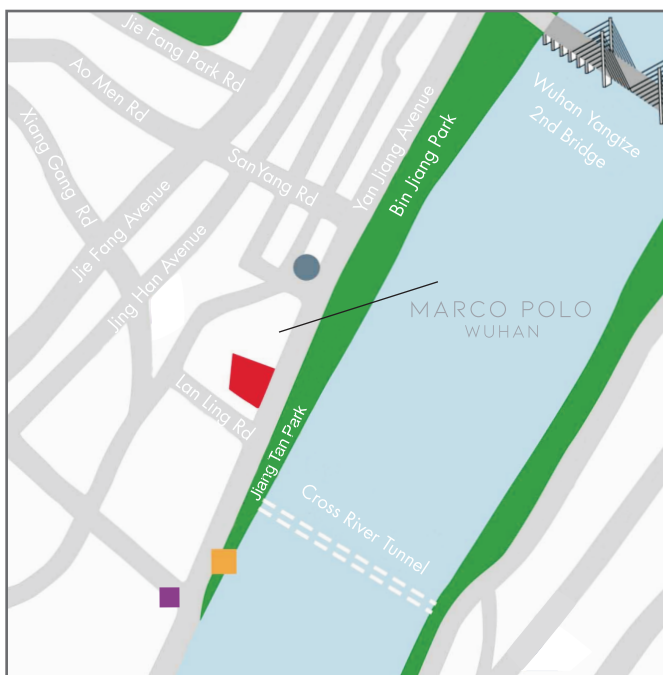 Jie Fang Park Rd
Ao Men Rd
Xiang Gang Rd
SanYang Rd
Yan Jiang Avenue
Bin Jiang Park
Wuhan Yangtze
2nd Bridge
Jie Fang Avenue
Jing Han Avenue
MARCO POLO
WUHAN
Lan Ling Rd
Jiang Tan Park
Cross River Tunnel